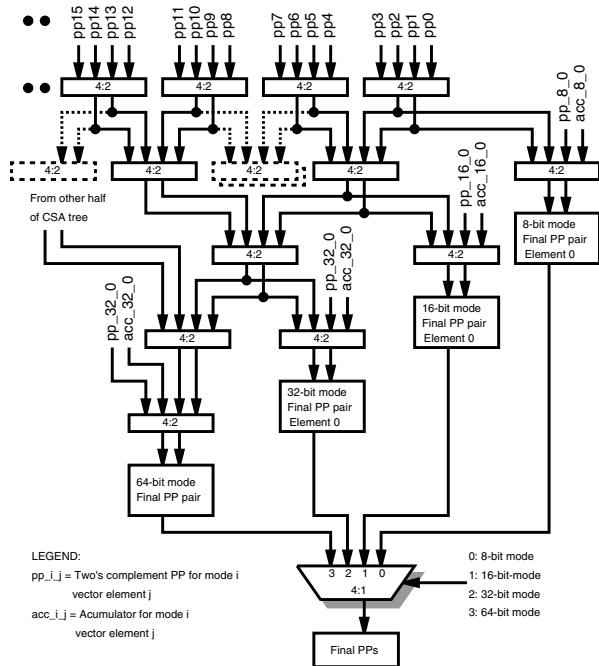 pp15 pp14 pp13 pp12 pp11 pp10 pp9 pp8 pp7 pp6 pp5 pp4 pp3 pp2 pp1 pp0
4:2 4:2 4:2 4:2
pp_8_0 acc_8_0
4:2 4:2 4:2 4:2 4:2
From other half
of CSA tree
pp_16_0 acc_16_0
8-bit mode
Final PP pair
Element 0
4:2 4:2
pp_32_0 acc_32_0
pp_32_0 acc_32_0
16-bit mode
Final PP pair
Element 0
4:2 4:2
32-bit mode
Final PP pair
Element 0
4:2
64-bit mode
Final PP pair
LEGEND:
pp_i_j = Two's complement PP for mode i
vector element j
acc_i_j = Acumulator for mode i
vector element j
3 2 1 0
4:1
0: 8-bit mode
1: 16-bit-mode
2: 32-bit mode
3: 64-bit mode
Final PPs